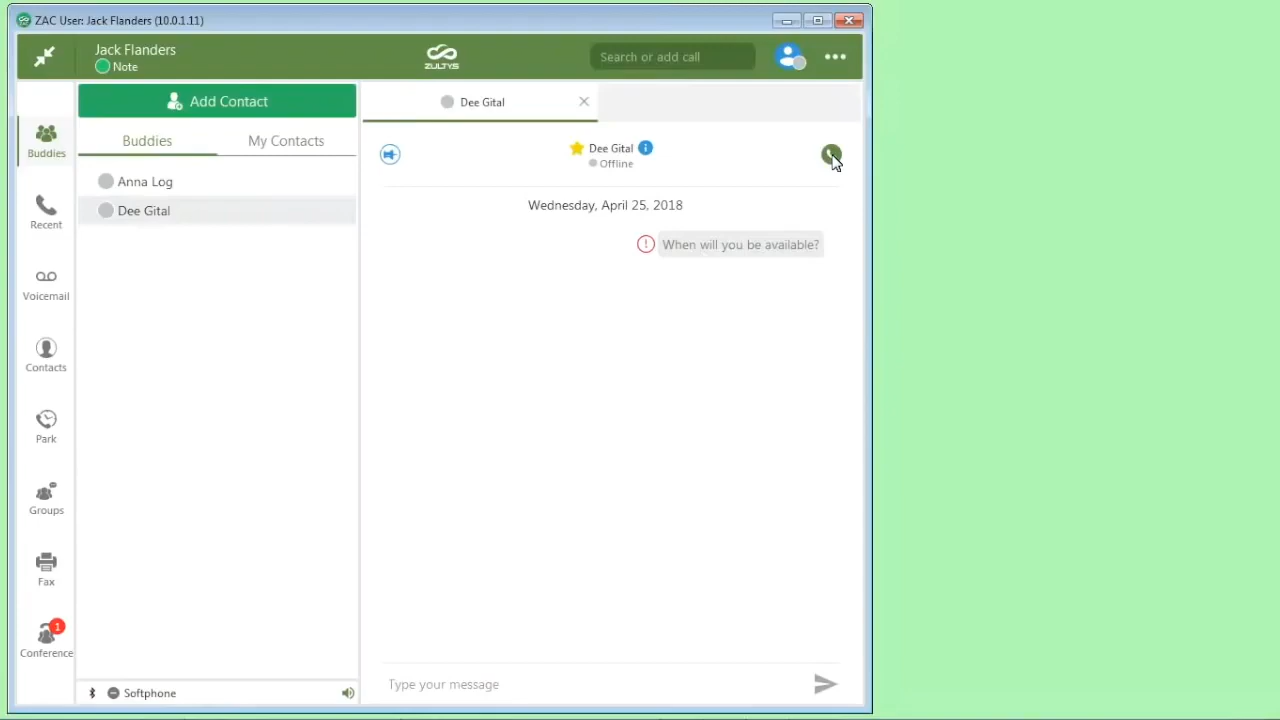 ZAC User: Jack Flanders (10.0.1.11)
Jack Flanders
Note
ZULTYS
Search or add call
Add Contact
Dee Gital
Buddies
My Contacts
Buddies
Anna Log
Dee Gital
Dee Gital
Offline
Wednesday, April 25, 2018
When will you be available?
Recent
Voicemail
Contacts
Park
Groups
Fax
1
Conference
Softphone
Type your message